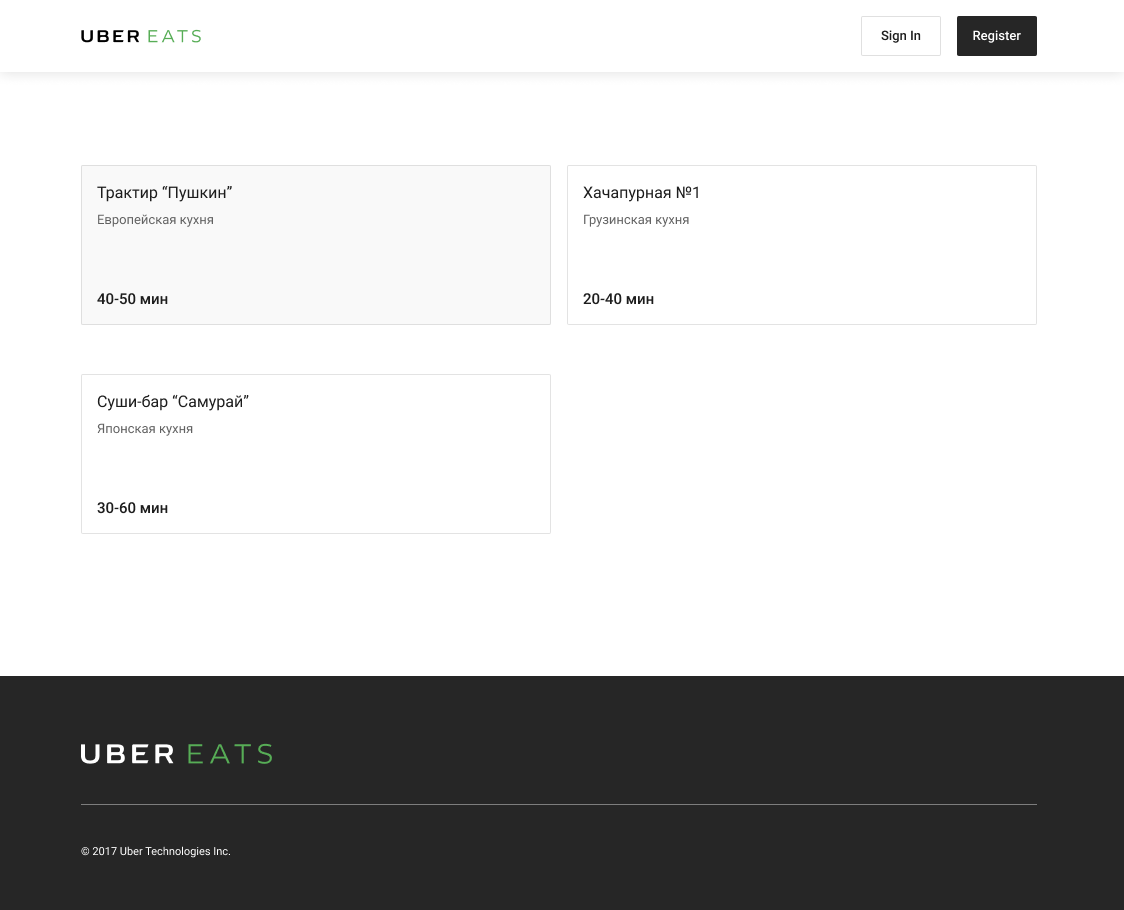 UBER EATS
Sign In
Register
Трактир “Пушкин”
Европейская кухня
40-50 мин
Хачапурная №1
Грузинская кухня
20-40 мин
Суши-бар “Самурай”
Японская кухня
30-60 мин
UBER EATS
© 2017 Uber Technologies Inc.